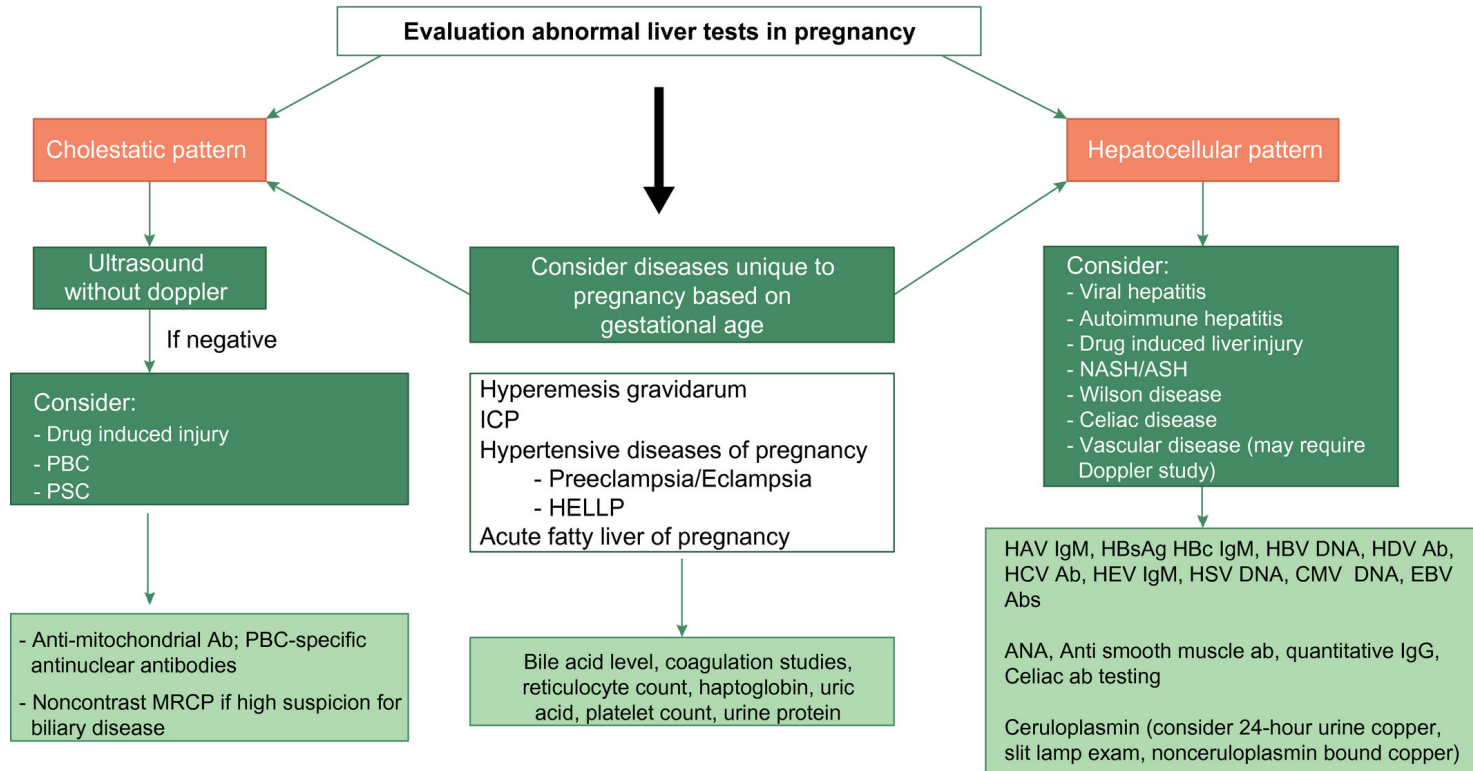 Evaluation abnormal liver tests in pregnancy
Cholestatic pattern
Ultrasound
without doppler
If negative
Consider:
- Drug induced injury
- PBC
- PSC
- Anti-mitochondrial Ab; PBC-specific
antinuclear antibodies
- Noncontrast MRCP if high suspicion for
biliary disease
Consider diseases unique to
pregnancy based on
gestational age
Hyperemesis gravidarum
ICP
Hypertensive diseases of pregnancy
- Preeclampsia/Eclampsia
- HELLP
Acute fatty liver of pregnancy
Bile acid level, coagulation studies,
reticulocyte count, haptoglobin, uric
acid, platelet count, urine protein
Hepatocellular pattern
Consider:
- Viral hepatitis
- Autoimmune hepatitis
- Drug induced liverinjury
- NASH/ASH
- Wilson disease
- Celiac disease
- Vascular disease (may require
Doppler study)
HAV IgM, HBsAg HBc IgM, HBV DNA, HDV Ab,
HCV Ab, HEV IgM, HSV DNA, CMV DNA, EBV
Abs
ANA, Anti smooth muscle ab, quantitative IgG,
Celiac ab testing
Ceruloplasmin (consider 24-hour urine copper,
slit lamp exam, nonceruloplasmin bound copper)